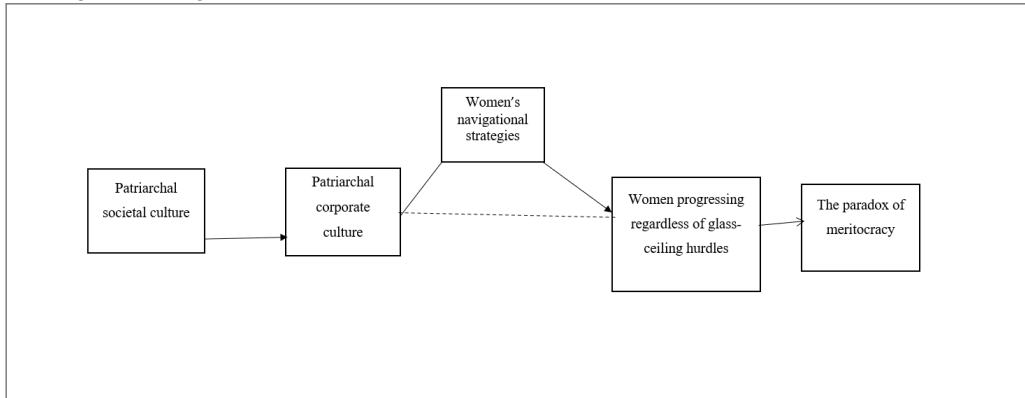 Patriarchal
societal culture
Patriarchal
corporate
culture
Women's
navigational
strategies
Women progressing
regardless of glass-
ceiling hurdles
The paradox of
meritocracy